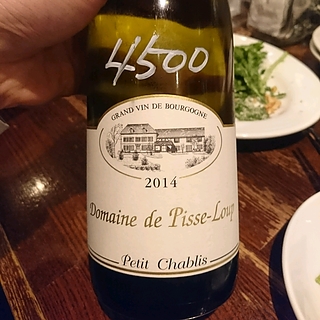 4500
GRAND VIN DE BOURGOGNE
2014
Domaine de Pisse-Loup
Petit Chablis